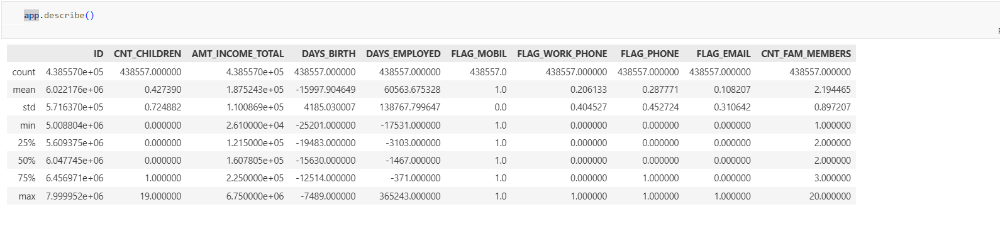 app.describe()
ID CNT_CHILDREN AMT_INCOME_TOTAL DAYS_BIRTH DAYS_EMPLOYED FLAG_MOBIL FLAG_WORK_PHONE FLAG_PHONE FLAG_EMAIL CNT_FAM_MEMBERS
count 4.385570e+05 438557.000000 4.385570e+05 438557.000000 438557.000000 438557.0 438557.000000 438557.000000 438557.000000 438557.000000
mean 6.022176e+06 0.427390 1.875243e+05 -15997.904649 60563.675328 1.0 0.206133 0.287771 0.108207 2.194465
std 5.716370e+05 0.724882 1.100869e+05 4185.030007 138767.799647 0.0 0.404527 0.452724 0.310642 0.897207
min 5.008804e+06 0.000000 2.610000e+04 -25201.000000 -17531.000000 1.0 0.000000 0.000000 0.000000 1.000000
25% 5.609375e+06 0.000000 1.215000e+05 -19483.000000 -3103.000000 1.0 0.000000 0.000000 0.000000 2.000000
50% 6.047745e+06 0.000000 1.607805e+05 -15630.000000 -1467.000000 1.0 0.000000 0.000000 0.000000 2.000000
75% 6.456971e+06 1.000000 2.250000e+05 -12514.000000 -371.000000 1.0 0.000000 1.000000 0.000000 3.000000
max 7.999952e+06 19.000000 6.750000e+06 -7489.000000 365243.000000 1.0 1.000000 1.000000 1.000000 20.000000